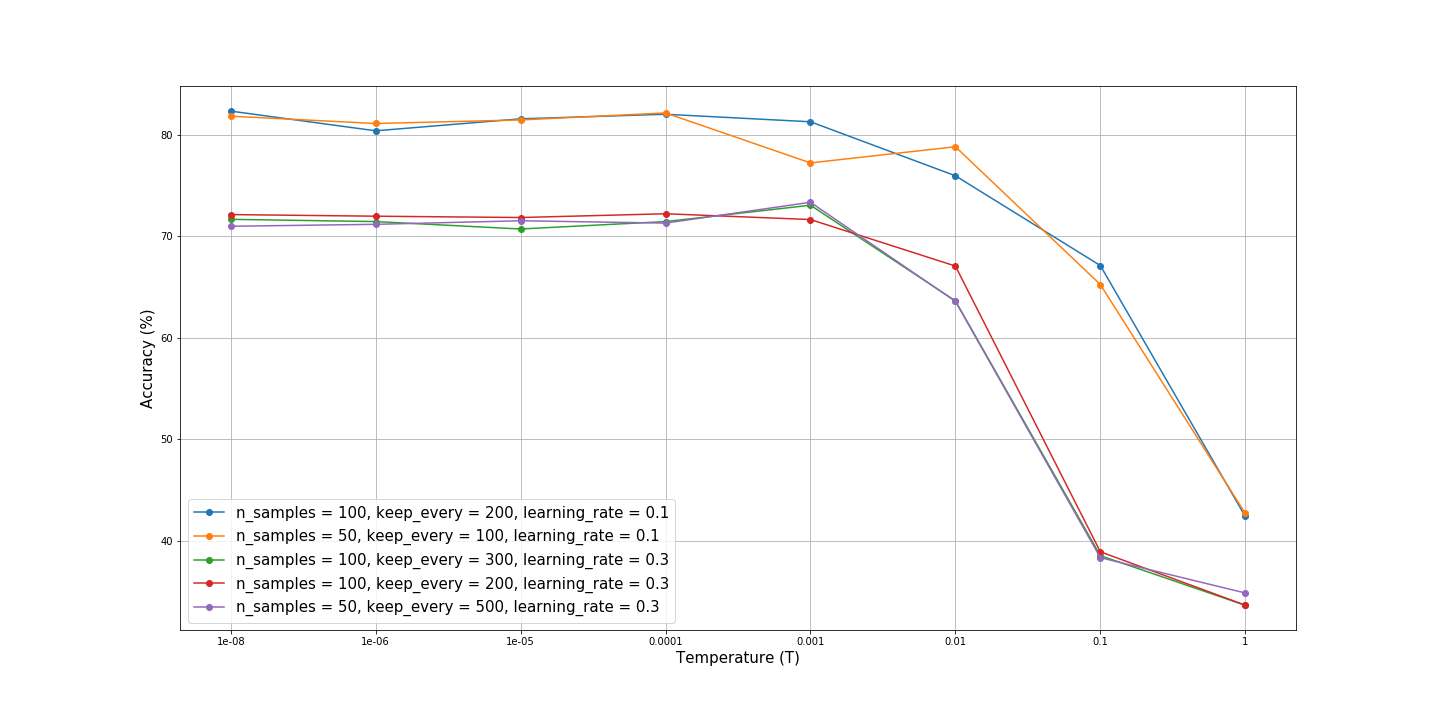 80
70
60
50
40
Accuracy (%)
n_samples = 100, keep_every = 200, learning_rate = 0.1
n_samples = 50, keep_every = 100, learning_rate = 0.1
n_samples = 100, keep_every = 300, learning_rate = 0.3
n_samples = 100, keep_every = 200, learning_rate = 0.3
n_samples = 50, keep_every = 500, learning_rate = 0.3
1e-08 1e-06 1e-05 0.0001 0.001 0.01 0.1 1
Temperature (T)